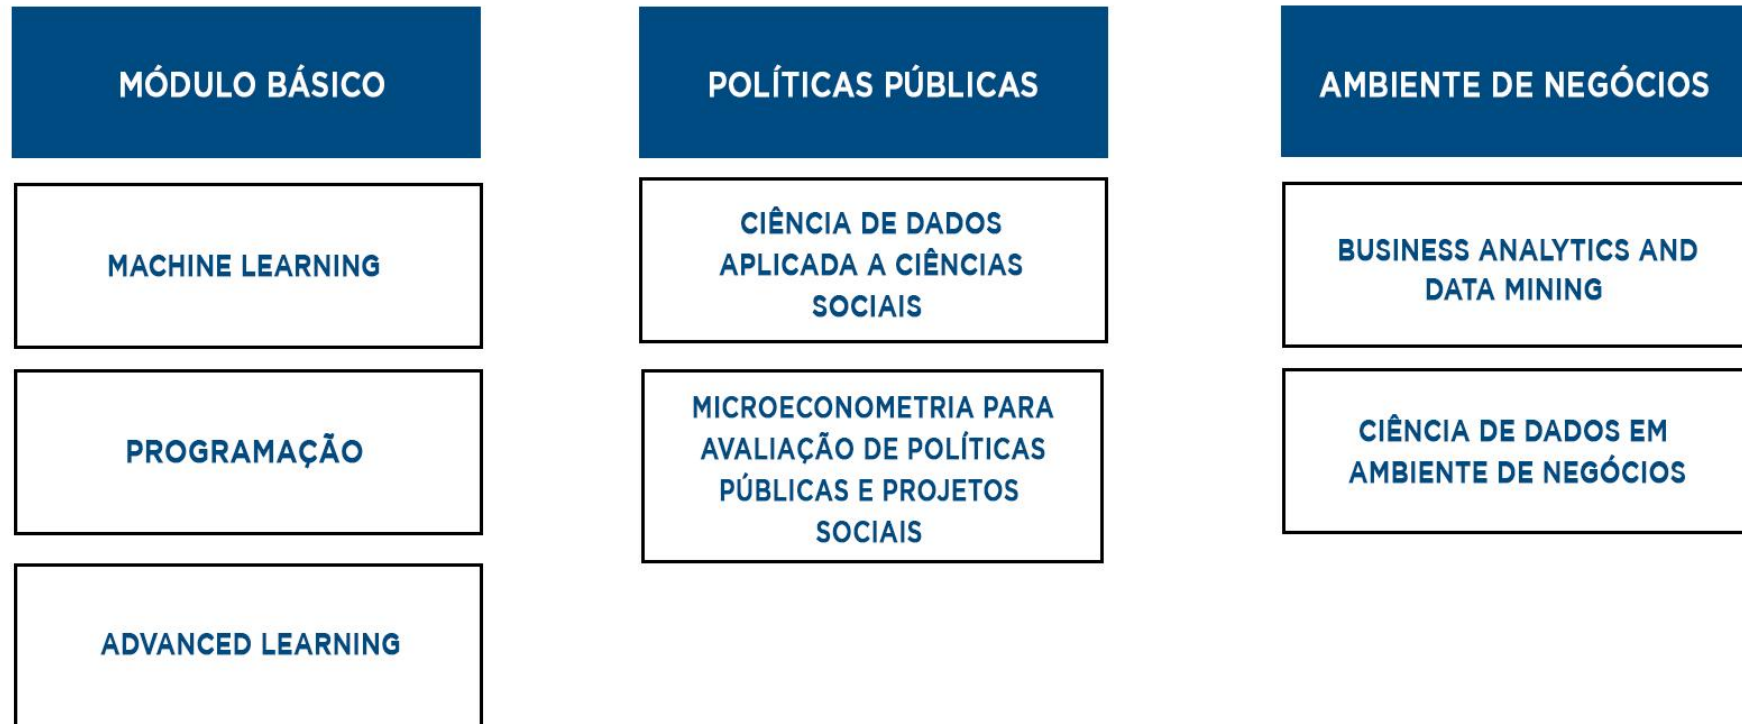 MÓDULO BÁSICO
MACHINE LEARNING
PROGRAMAÇÃO
ADVANCED LEARNING
POLÍTICAS PÚBLICAS
CIÊNCIA DE DADOS
APLICADA A CIÊNCIAS
SOCIAIS
MICROECONOMETRIA PARA
AVALIAÇÃO DE POLÍTICAS
PÚBLICAS E PROJETOS
SOCIAIS
AMBIENTE DE NEGÓCIOS
BUSINESS ANALYTICS AND
DATA MINING
CIÊNCIA DE DADOS EM
AMBIENTE DE NEGÓCIOS